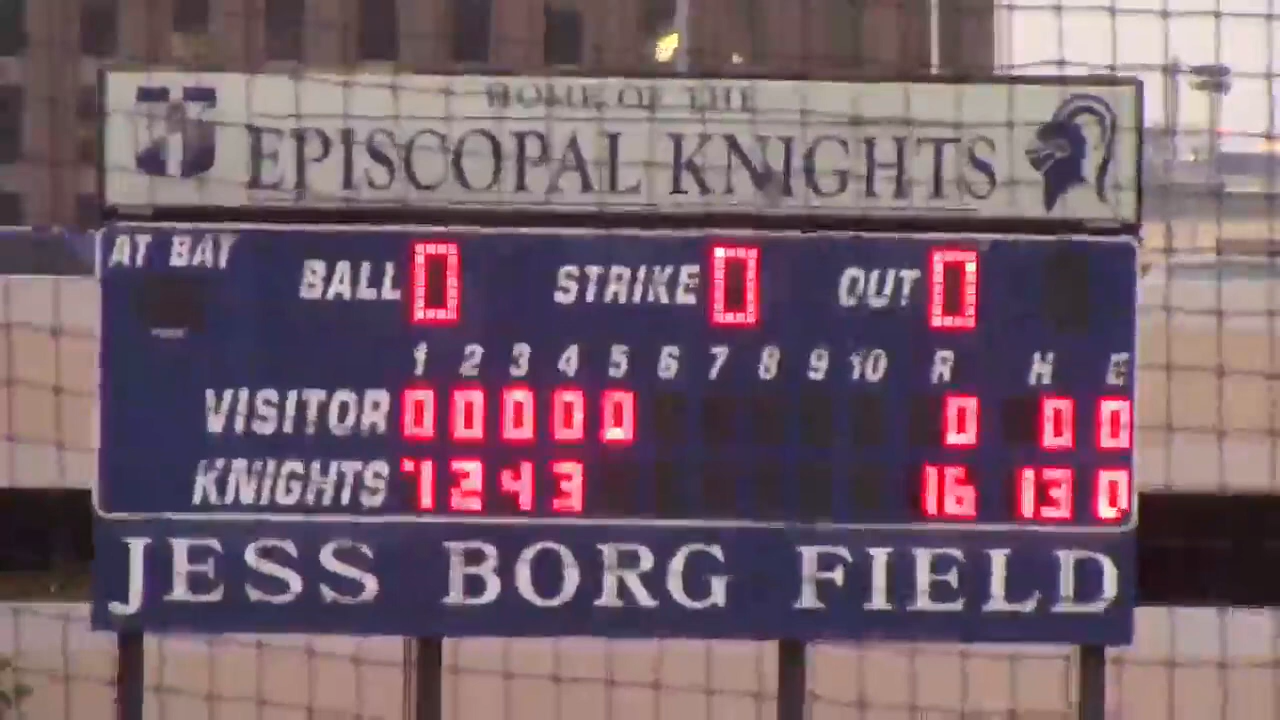 HOME OF THE
EPISCOPAL KNIGHTS
AT BAT
BALL 0 STRIKE 0 OUT 0
1 2 3 4 5 6 7 8 9 10 R H E
VISITOR 0 0 0 0 0 0 0 0
KNIGHTS 7 2 4 3 16 13 0
JESS BORG FIELD